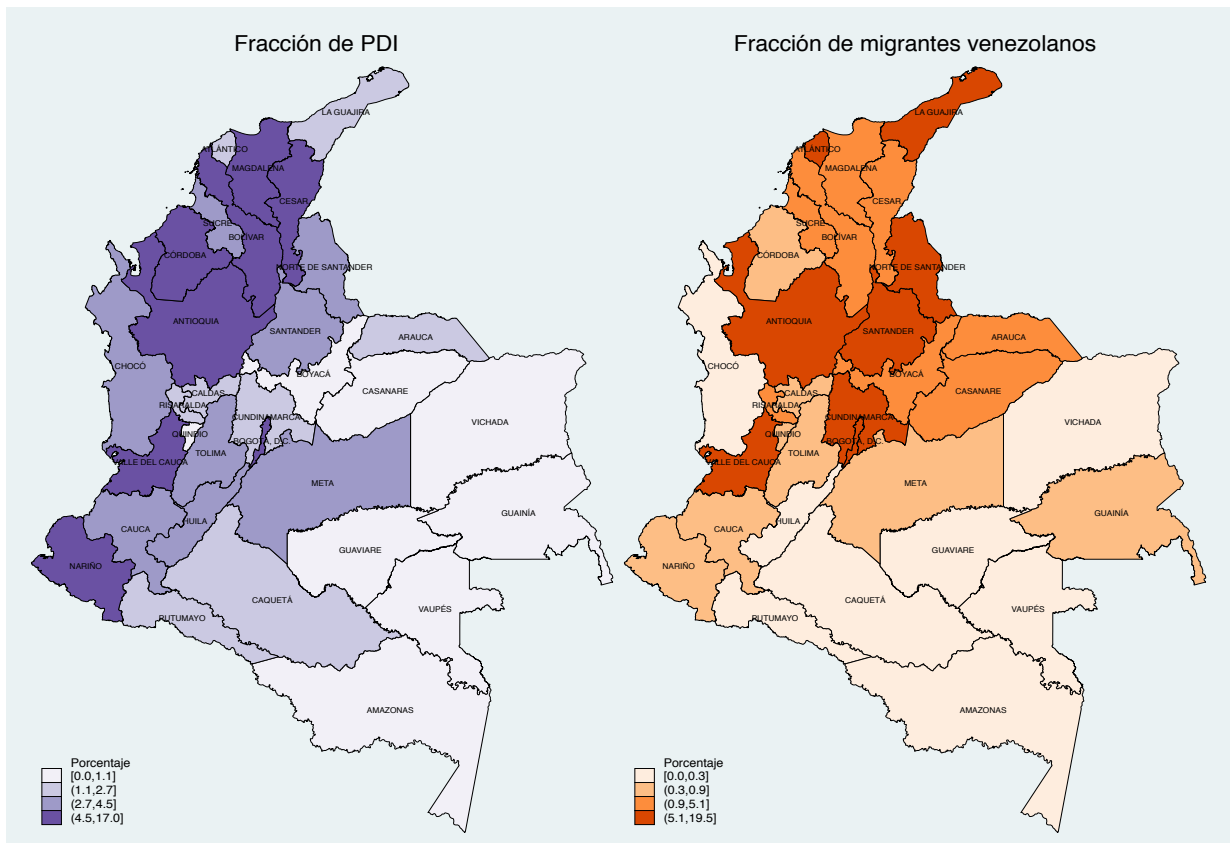 Fracción de PDI
LA GUAJIRA
ATLÁNTICO
MAGDALENA
CESAR
SUCRE
BOLÍVAR
CÓRDOBA
NORTE DE SANTANDER
ANTIOQUIA
SANTANDER
ARAUCA
CHOCÓ
BOYACÁ
CASANARE
CALDAS
RISARALDA
CUNDINAMARCA
VICHADA
QUINDIO
BOGOTÁ, D.C.
TOLIMA
VALLE DEL CAUCA
META
GUAINÍA
CAUCA
HUILA
GUAVIARE
NARIÑO
CAQUETÁ
VAUPÉS
PUTUMAYO
AMAZONAS
Porcentaje
[0.0,1.1]
(1.1,2.7]
(2.7,4.5]
(4.5,17.0]
Fracción de migrantes venezolanos
LA GUAJIRA
ATLÁNTICO
MAGDALENA
CESAR
SUCRE
BOLÍVAR
CÓRDOBA
NORTE DE SANTANDER
ANTIOQUIA
SANTANDER
ARAUCA
CHOCÓ
BOYACÁ
CASANARE
CALDAS
RISARALDA
CUNDINAMARCA
VICHADA
QUINDIO
BOGOTÁ, D.C.
TOLIMA
VALLE DEL CAUCA
META
GUAINÍA
CAUCA
HUILA
GUAVIARE
NARIÑO
CAQUETÁ
VAUPÉS
PUTUMAYO
AMAZONAS
Porcentaje
[0.0,0.3]
(0.3,0.9]
(0.9,5.1]
(5.1,19.5]